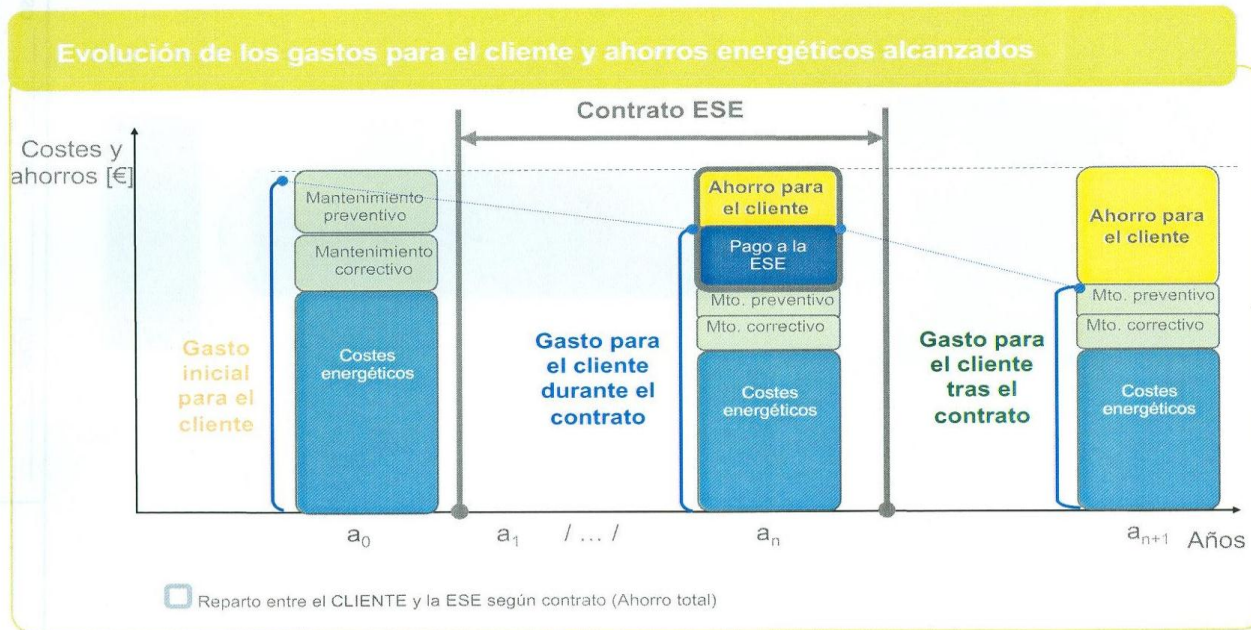 Evolución de los gastos para el cliente y ahorros energéticos alcanzados
Contrato ESE
Costes y
ahorros [€]
Mantenimiento
preventivo
Mantenimiento
correctivo
Costes
energéticos
Gasto
inicial
para el
cliente
Ahorro para
el cliente
Pago a la
ESE
Mto. preventivo
Mto. correctivo
Costes
energéticos
Gasto para
el cliente
durante el
contrato
Ahorro para
el cliente
Mto. preventivo
Mto. correctivo
Costes
energéticos
Gasto para
el cliente
tras el
contrato
a0
a1 / ... /
an
an+1
Años
Reparto entre el CLIENTE y la ESE según contrato (Ahorro total)